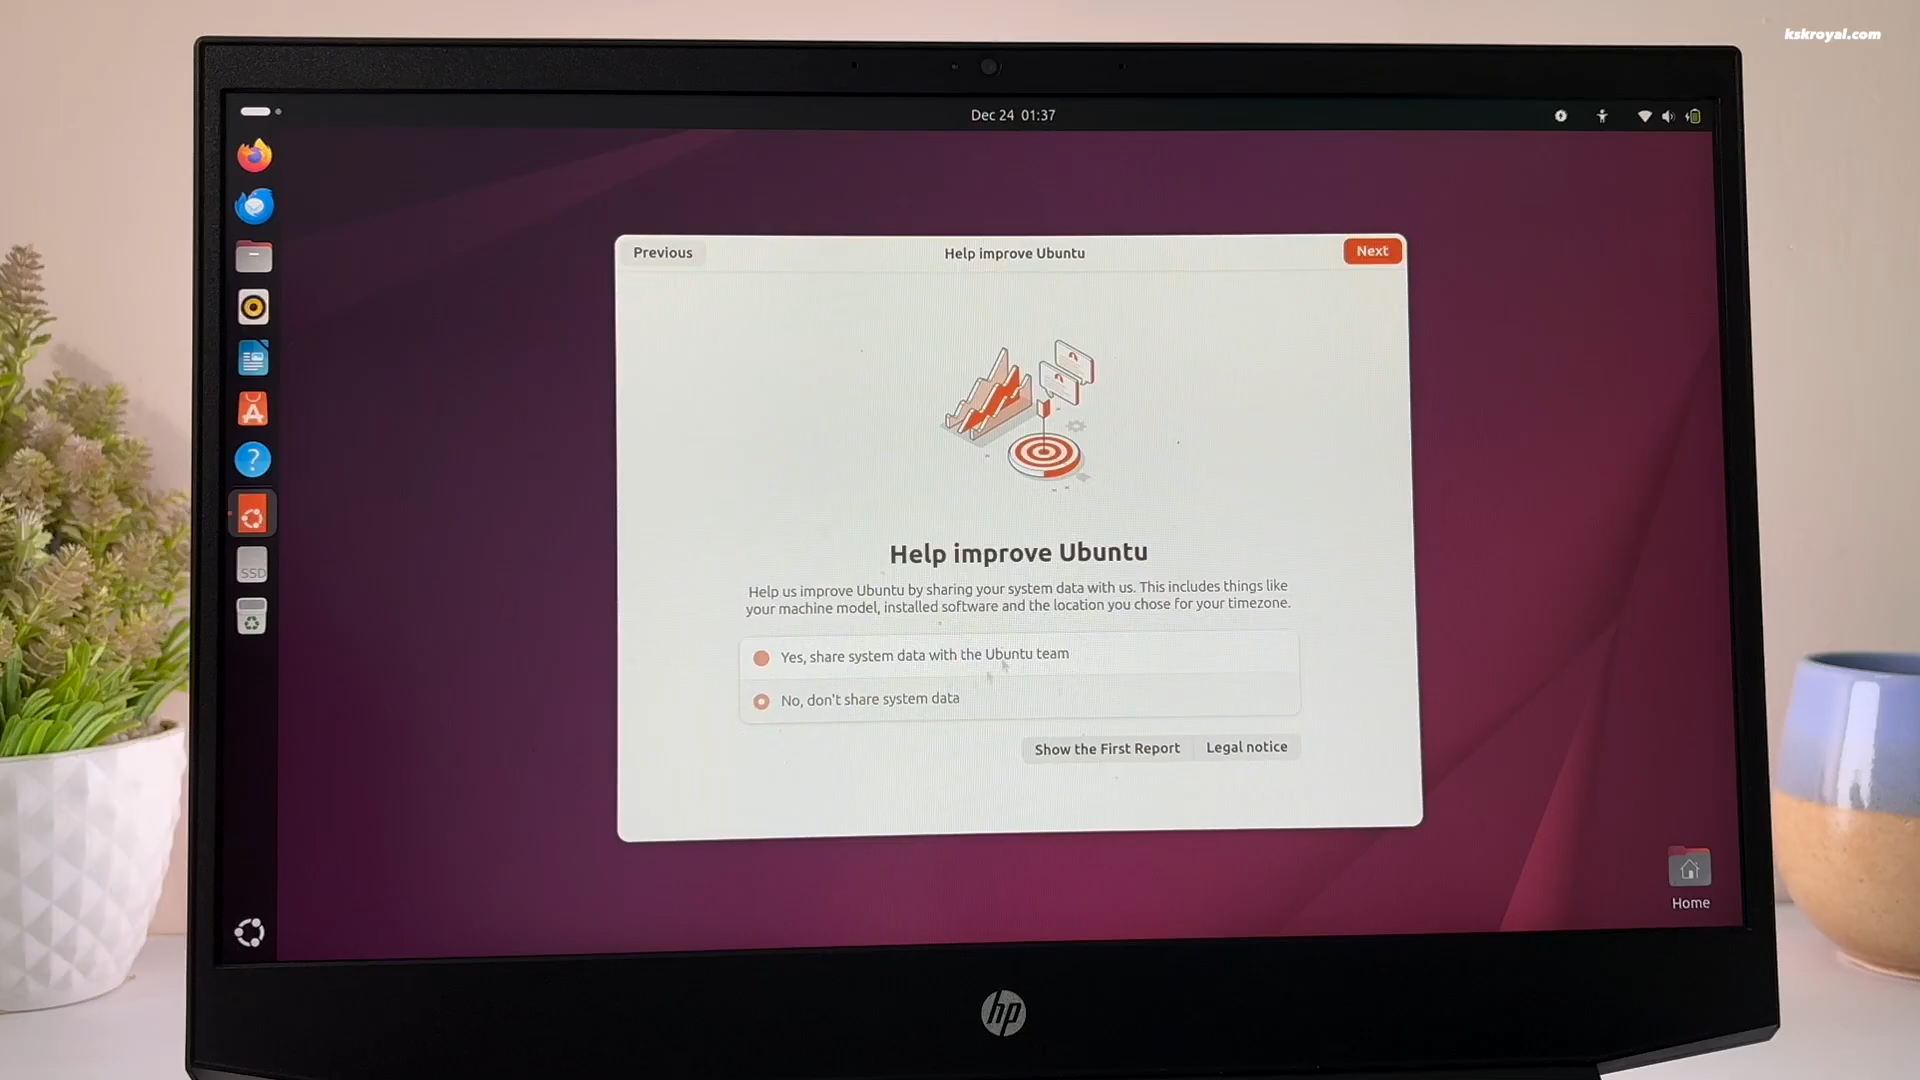 kskroyal.com
Dec 24 01:37
Previous
Help improve Ubuntu
Next
Help improve Ubuntu
Help us improve Ubuntu by sharing your system data with us. This includes things like
your machine model, installed software and the location you chose for your timezone.
Yes, share system data with the Ubuntu team
No, don't share system data
Show the First Report
Legal notice
A
?
SSD
Home
hp